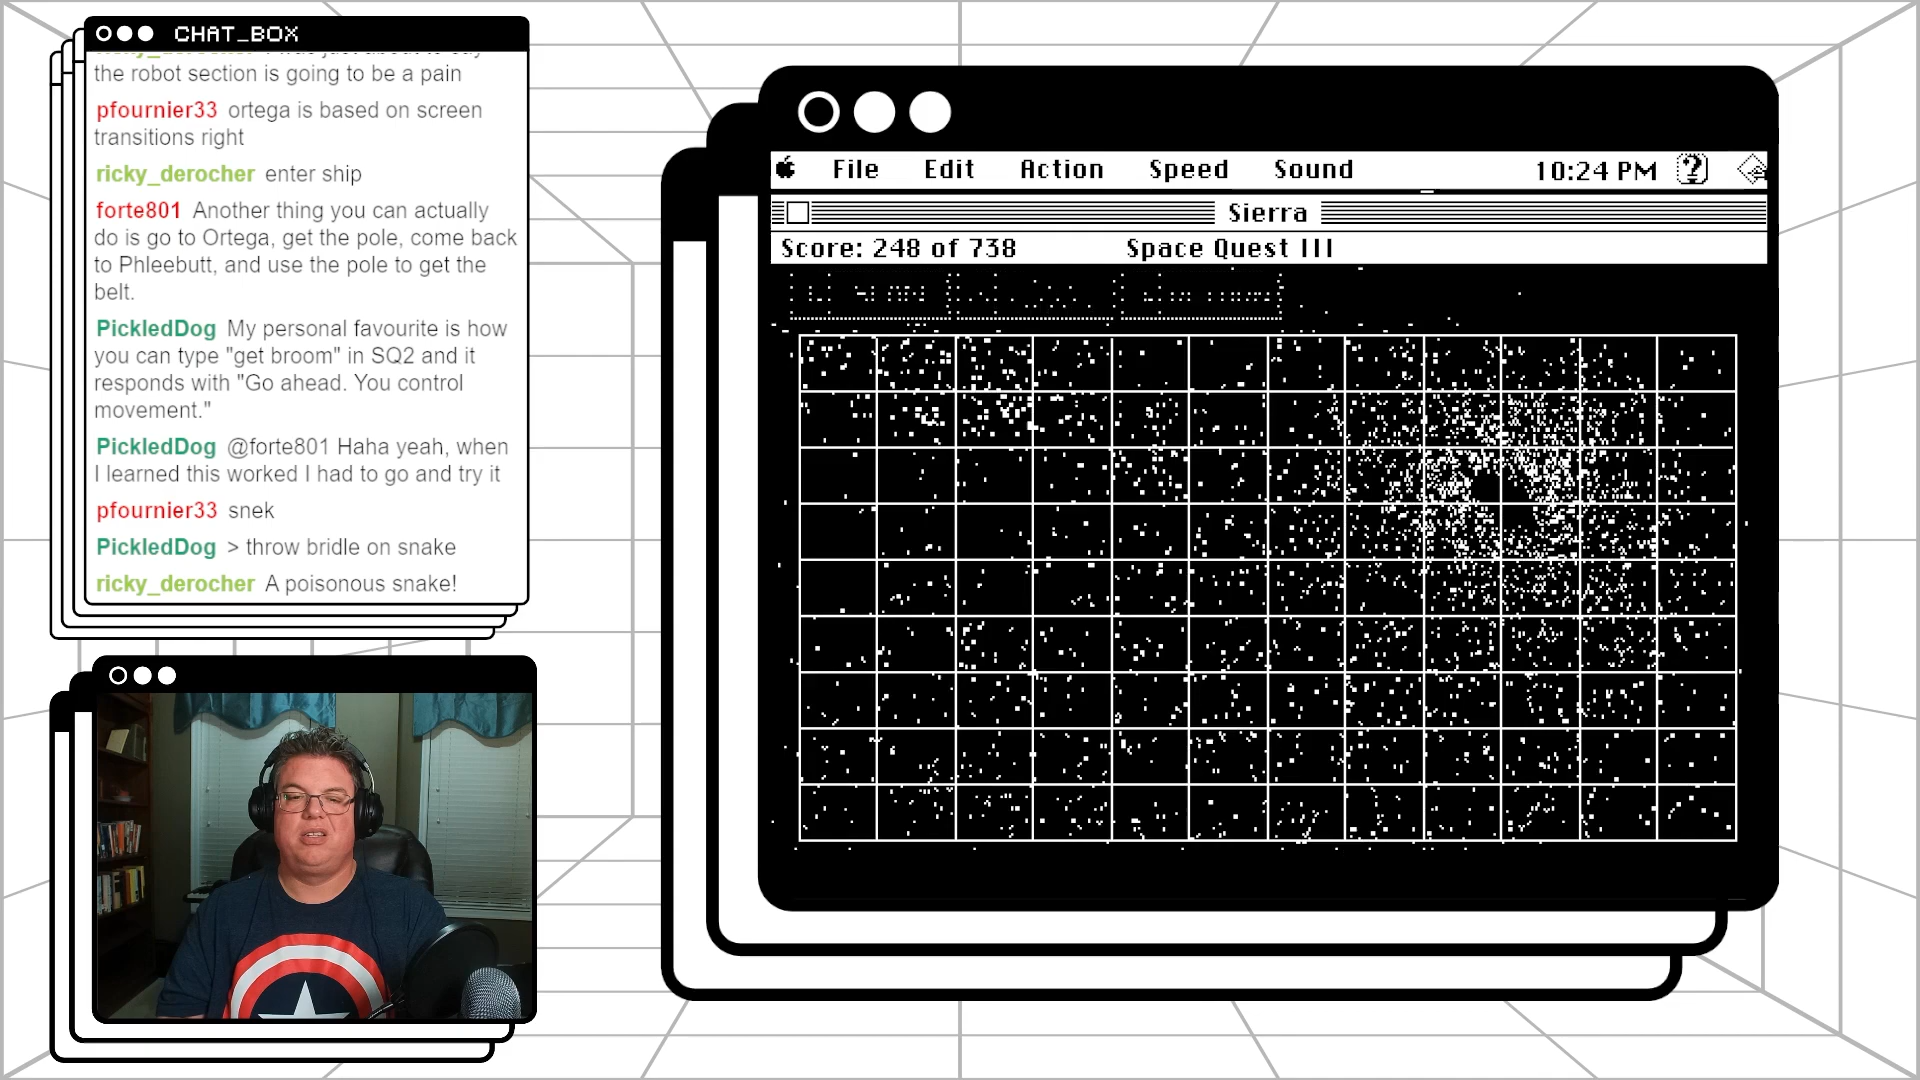 CHAT_BOX
the robot section is going to be a pain
pfournier33 ortega is based on screen
transitions right
ricky_derocher enter ship
forte801 Another thing you can actually
do is go to Ortega, get the pole, come back
to Phleebutt, and use the pole to get the
belt.
PickledDog My personal favourite is how
you can type "get broom" in SQ2 and it
responds with "Go ahead. You control
movement."
PickledDog @forte801 Haha yeah, when
I learned this worked I had to go and try it
pfournier33 snek
PickledDog > throw bridle on snake
ricky_derocher A poisonous snake!
File Edit Action Speed Sound 10:24 PM
Sierra
Score: 248 of 738 Space Quest III